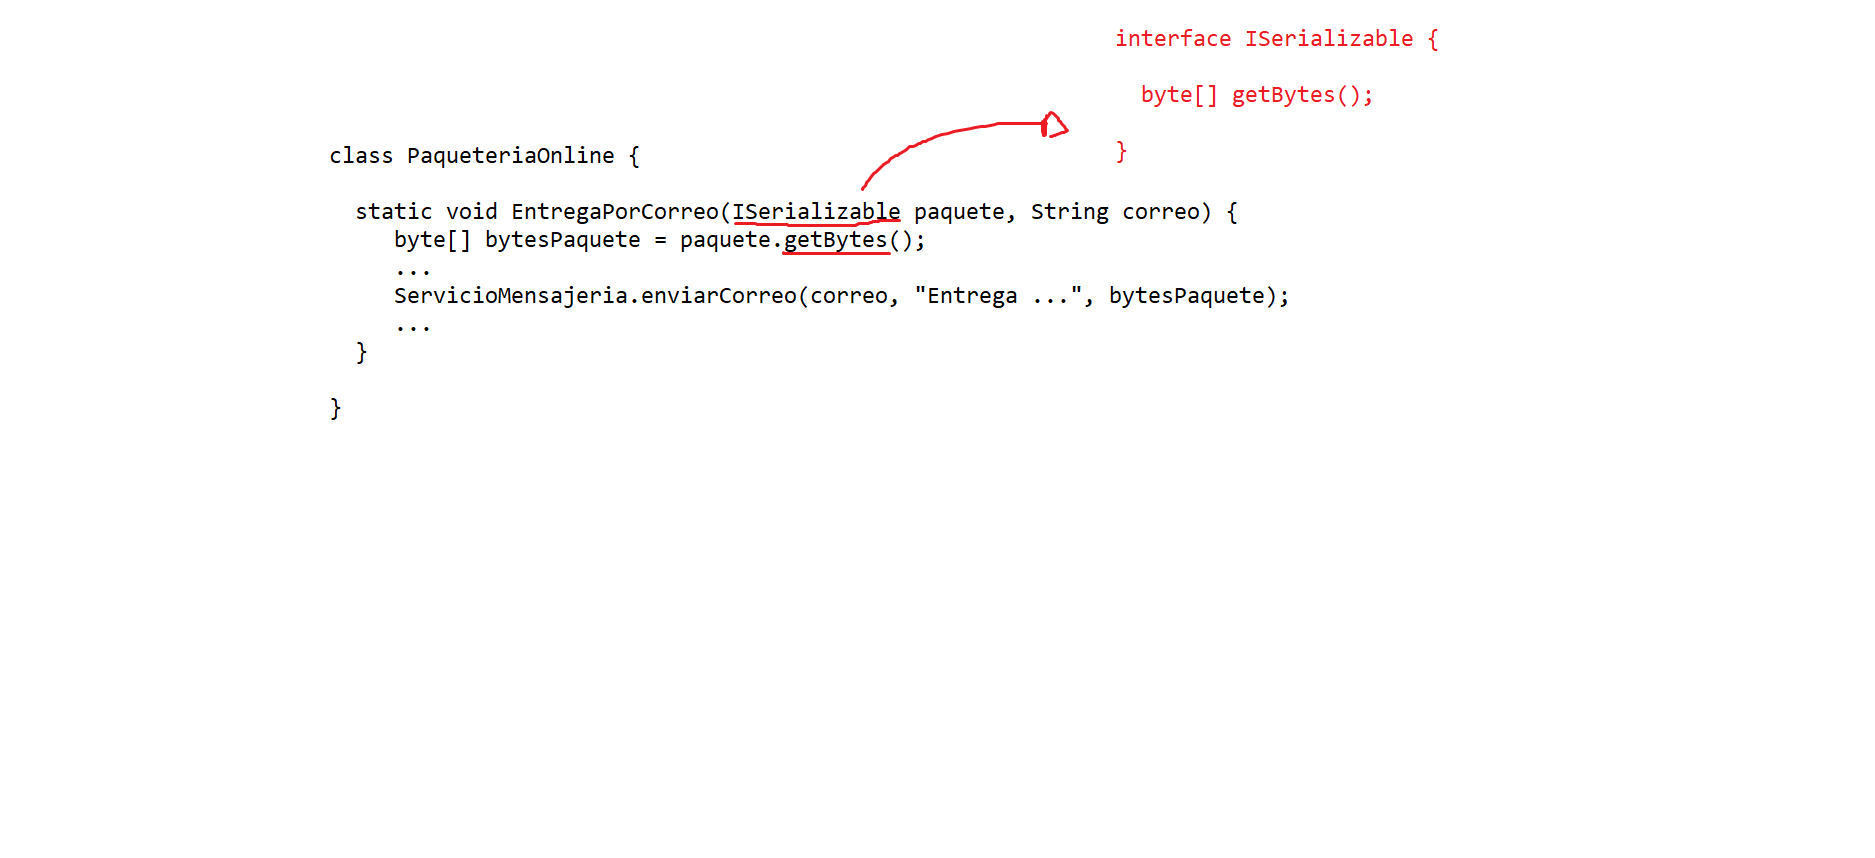 interface ISerializable {
byte[] getBytes();
}
class PaqueteriaOnline {
static void EntregaPorCorreo(ISerializable paquete, String correo) {
byte[] bytesPaquete = paquete.getBytes();
...
ServicioMensajeria.enviarCorreo(correo, "Entrega ...", bytesPaquete);
...
}
}